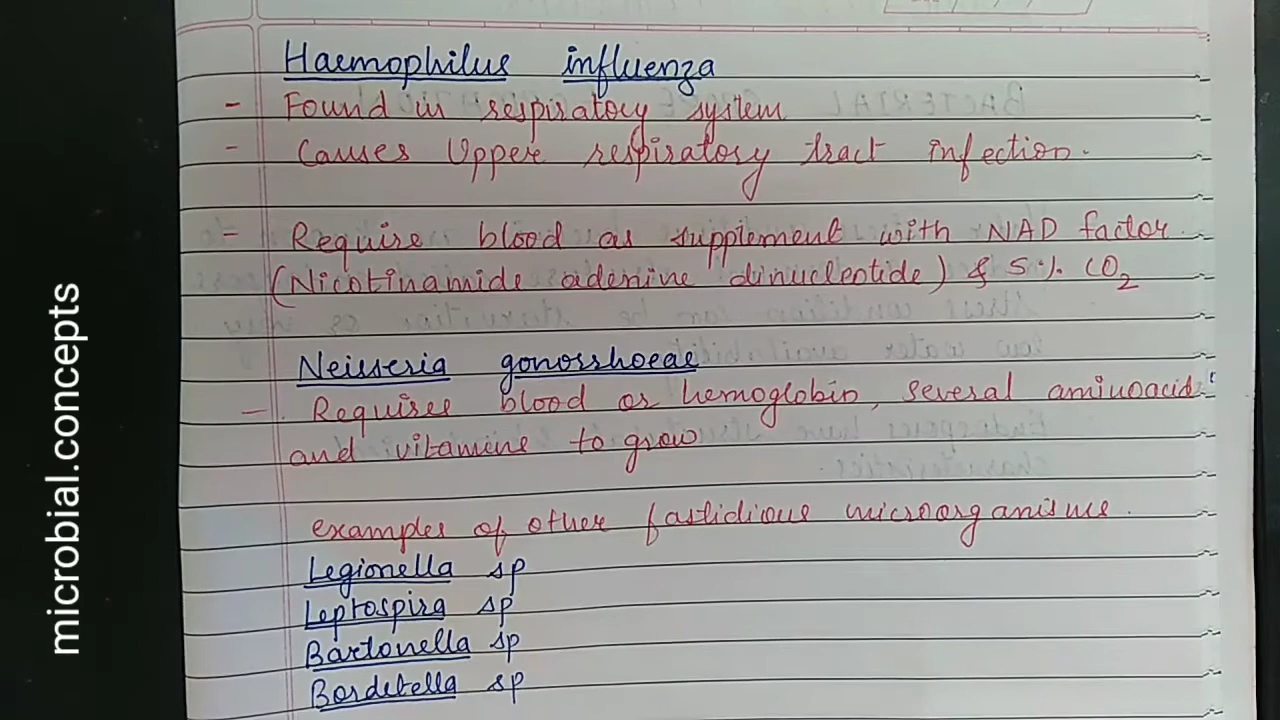 Haemophilus influenza
- Found in respiratory system
- Causes Upper respiratory tract infection.
- Require blood as supplement with NAD factor
(Nicotinamide adenine dinucleotide) & 5% CO2
Neisseria gonorrhoeae
- Requires blood or hemoglobin, several aminoacids
and vitamins to grow
examples of other fastidious microorganisms.
Legionella sp
Leptospira sp
Bartonella sp
Bordetella sp
microbial.concepts